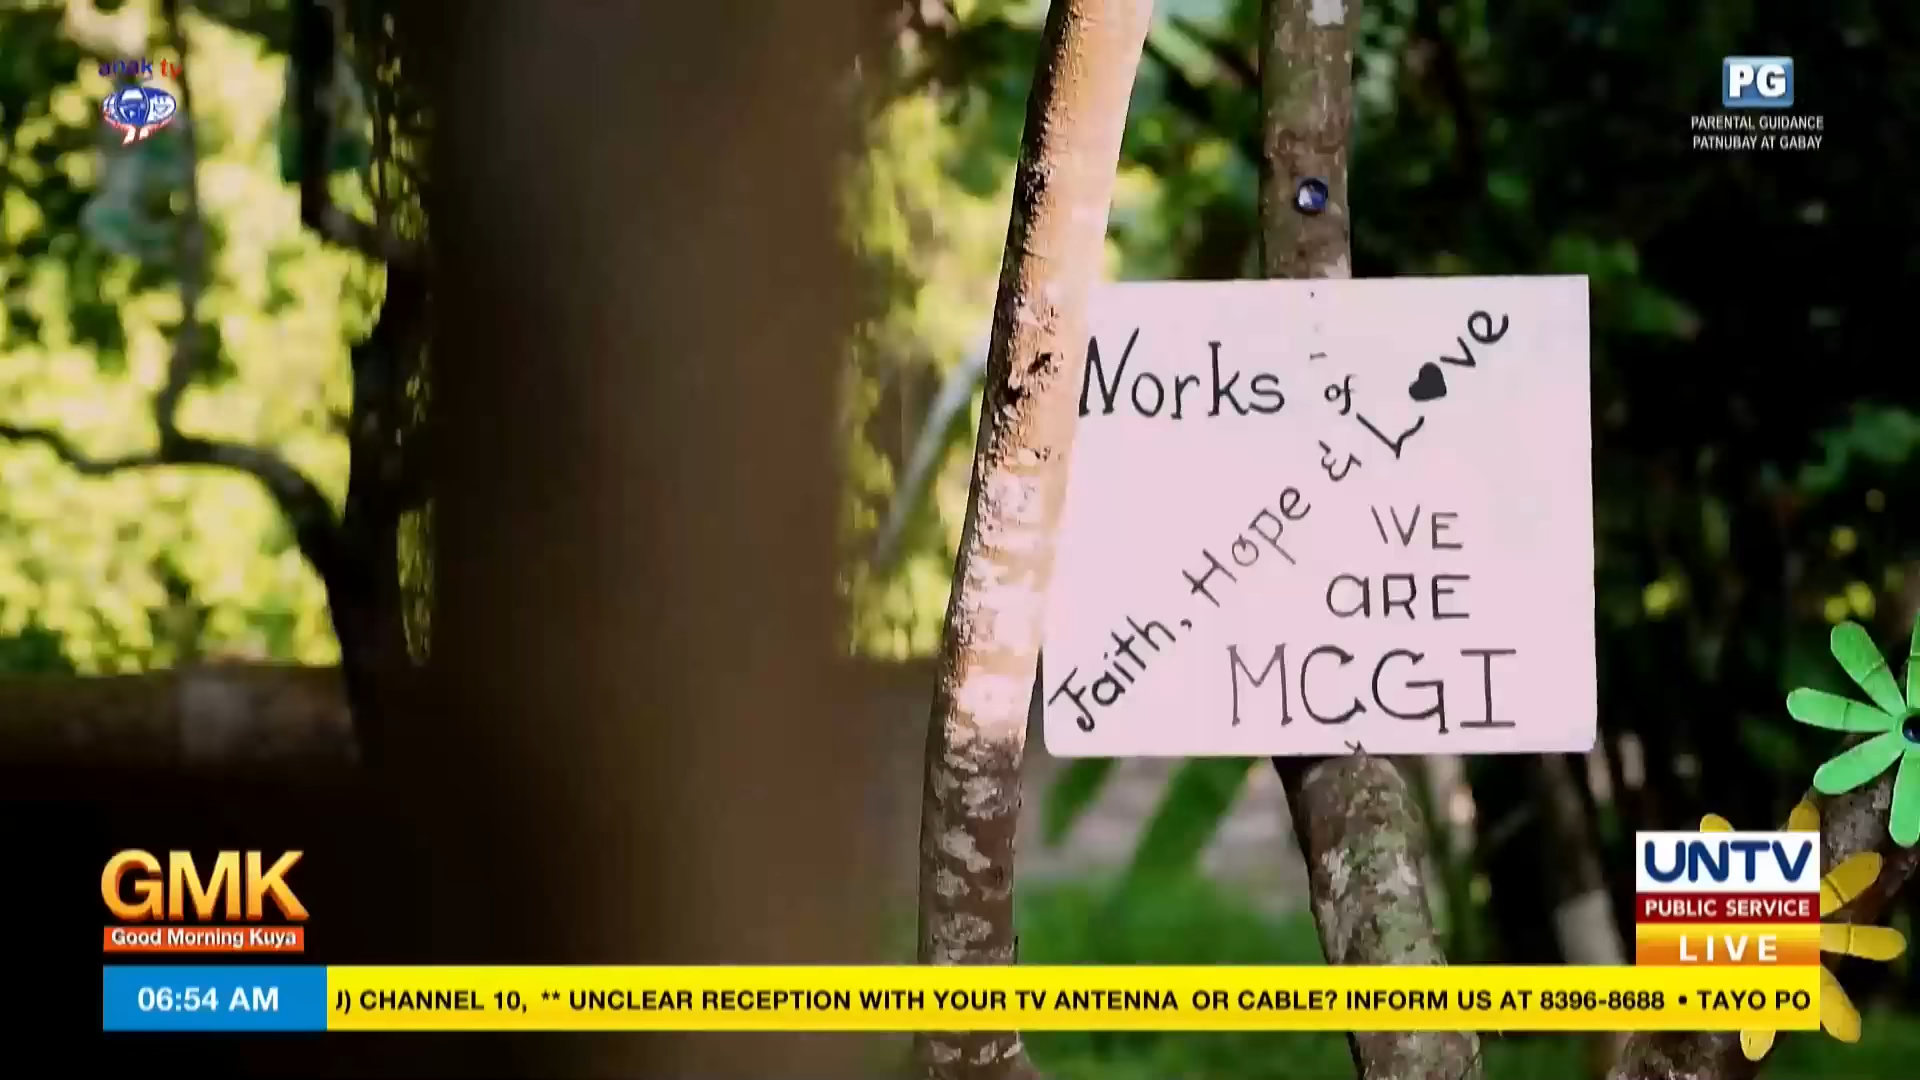 anak tv
PG
PARENTAL GUIDANCE
PATNUBAY AT GABAY
Works of
Faith, Hope & Love
WE
ARE
MCGI
GMK
Good Morning Kuya
UNTV
PUBLIC SERVICE
LIVE
06:54 AM
) CHANNEL 10, ** UNCLEAR RECEPTION WITH YOUR TV ANTENNA OR CABLE? INFORM US AT 8396-8688 • TAYO PO